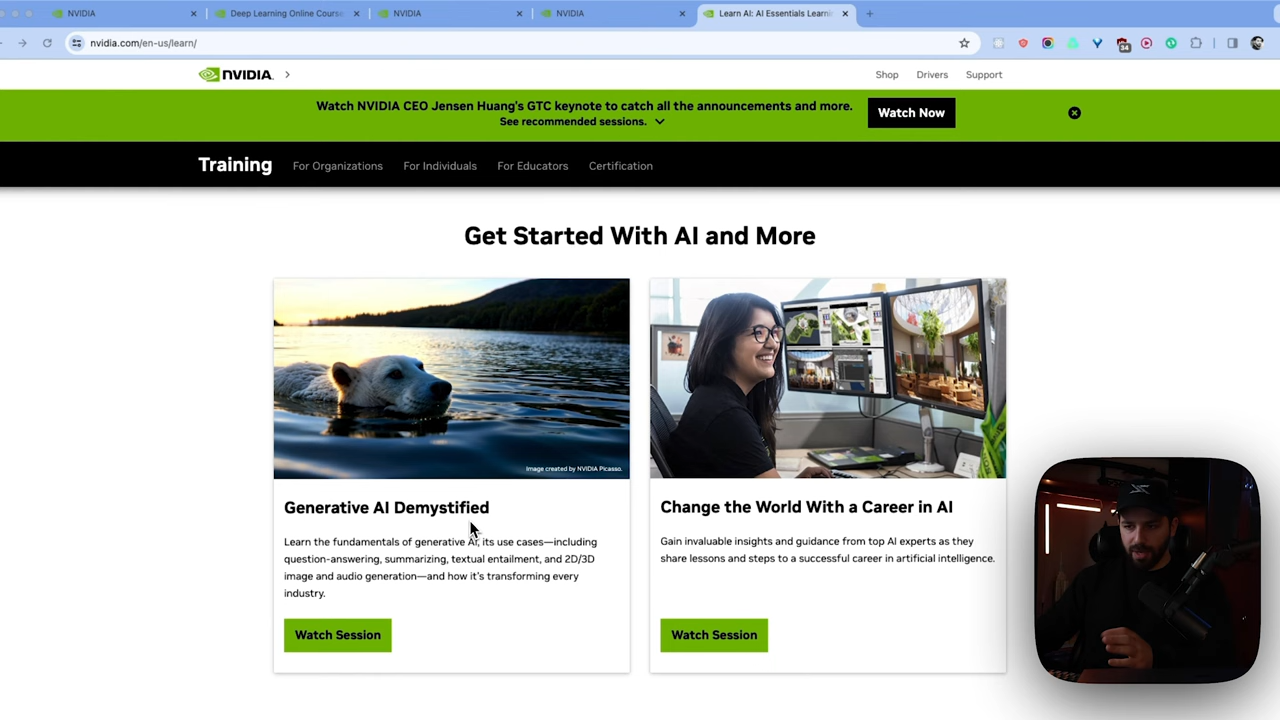 NVIDIA
Deep Learning Online Course
NVIDIA
NVIDIA
Learn AI: AI Essentials Learni
nvidia.com/en-us/learn/
34
NVIDIA.
Shop
Drivers
Support
Watch NVIDIA CEO Jensen Huang's GTC keynote to catch all the announcements and more.
See recommended sessions.
Watch Now
Training
For Organizations
For Individuals
For Educators
Certification
Get Started With AI and More
Image created by NVIDIA Picasso.
Generative AI Demystified
Learn the fundamentals of generative AI, its use cases—including
question-answering, summarizing, textual entailment, and 2D/3D
image and audio generation—and how it's transforming every
industry.
Watch Session
Change the World With a Career in AI
Gain invaluable insights and guidance from top AI experts as they
share lessons and steps to a successful career in artificial intelligence.
Watch Session